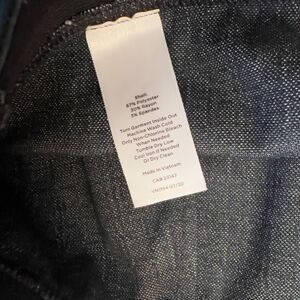 Shell
67% Polyester
30% Rayon
3% Spandex
Turn Garment Inside Out
Machine Wash Cold
Only Non-Chlorine Bleach
When Needed
Tumble Dry Low
Cool Iron If Needed
Or Dry Clean
Made In Vietnam